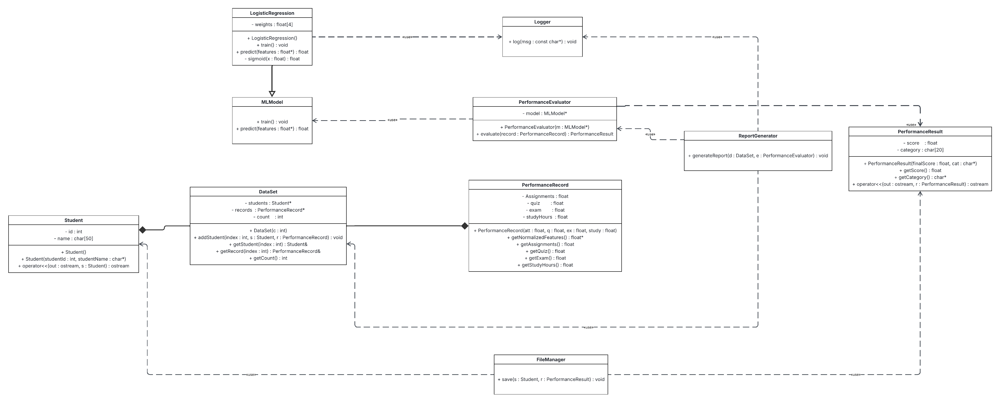 LogisticRegression
- weights : float[4]
+ LogisticRegression()
+ train() : void
+ predict(features : float*) : float
- sigmoid(x : float) : float
«use»
Logger
+ log(msg : const char*) : void
«use»
MLModel
+ train() : void
+ predict(features : float*) : float
«use»
PerformanceEvaluator
- model : MLModel*
+ PerformanceEvaluator(m : MLModel*)
+ evaluate(record : PerformanceRecord) : PerformanceResult
«use»
ReportGenerator
+ generateReport(d : DataSet, e : PerformanceEvaluator) : void
«use»
PerformanceResult
- score    : float
- category : char[20]
+ PerformanceResult(finalScore : float, cat : char*)
+ getScore() : float
+ getCategory() : char*
+ operator<<(out : ostream, r : PerformanceResult) : ostream
Student
- id : int
- name : char[50]
+ Student()
+ Student(studentId : int, studentName : char*)
+ operator<<(out : ostream, s : Student) : ostream
DataSet
- students : Student*
- records  : PerformanceRecord*
- count    : int
+ DataSet(c : int)
+ addStudent(index : int, s : Student, r : PerformanceRecord) : void
+ getStudent(index : int) : Student&
+ getRecord(index : int) : PerformanceRecord&
+ getCount() : int
PerformanceRecord
- Assignments : float
- quiz        : float
- exam        : float
- studyHours  : float
+ PerformanceRecord(att : float, q : float, ex : float, study : float)
+ getNormalizedFeatures() : float*
+ getAssignments() : float
+ getQuiz() : float
+ getExam() : float
+ getStudyHours() : float
«use»
«use»
FileManager
+ save(s : Student, r : PerformanceResult) : void
«use»